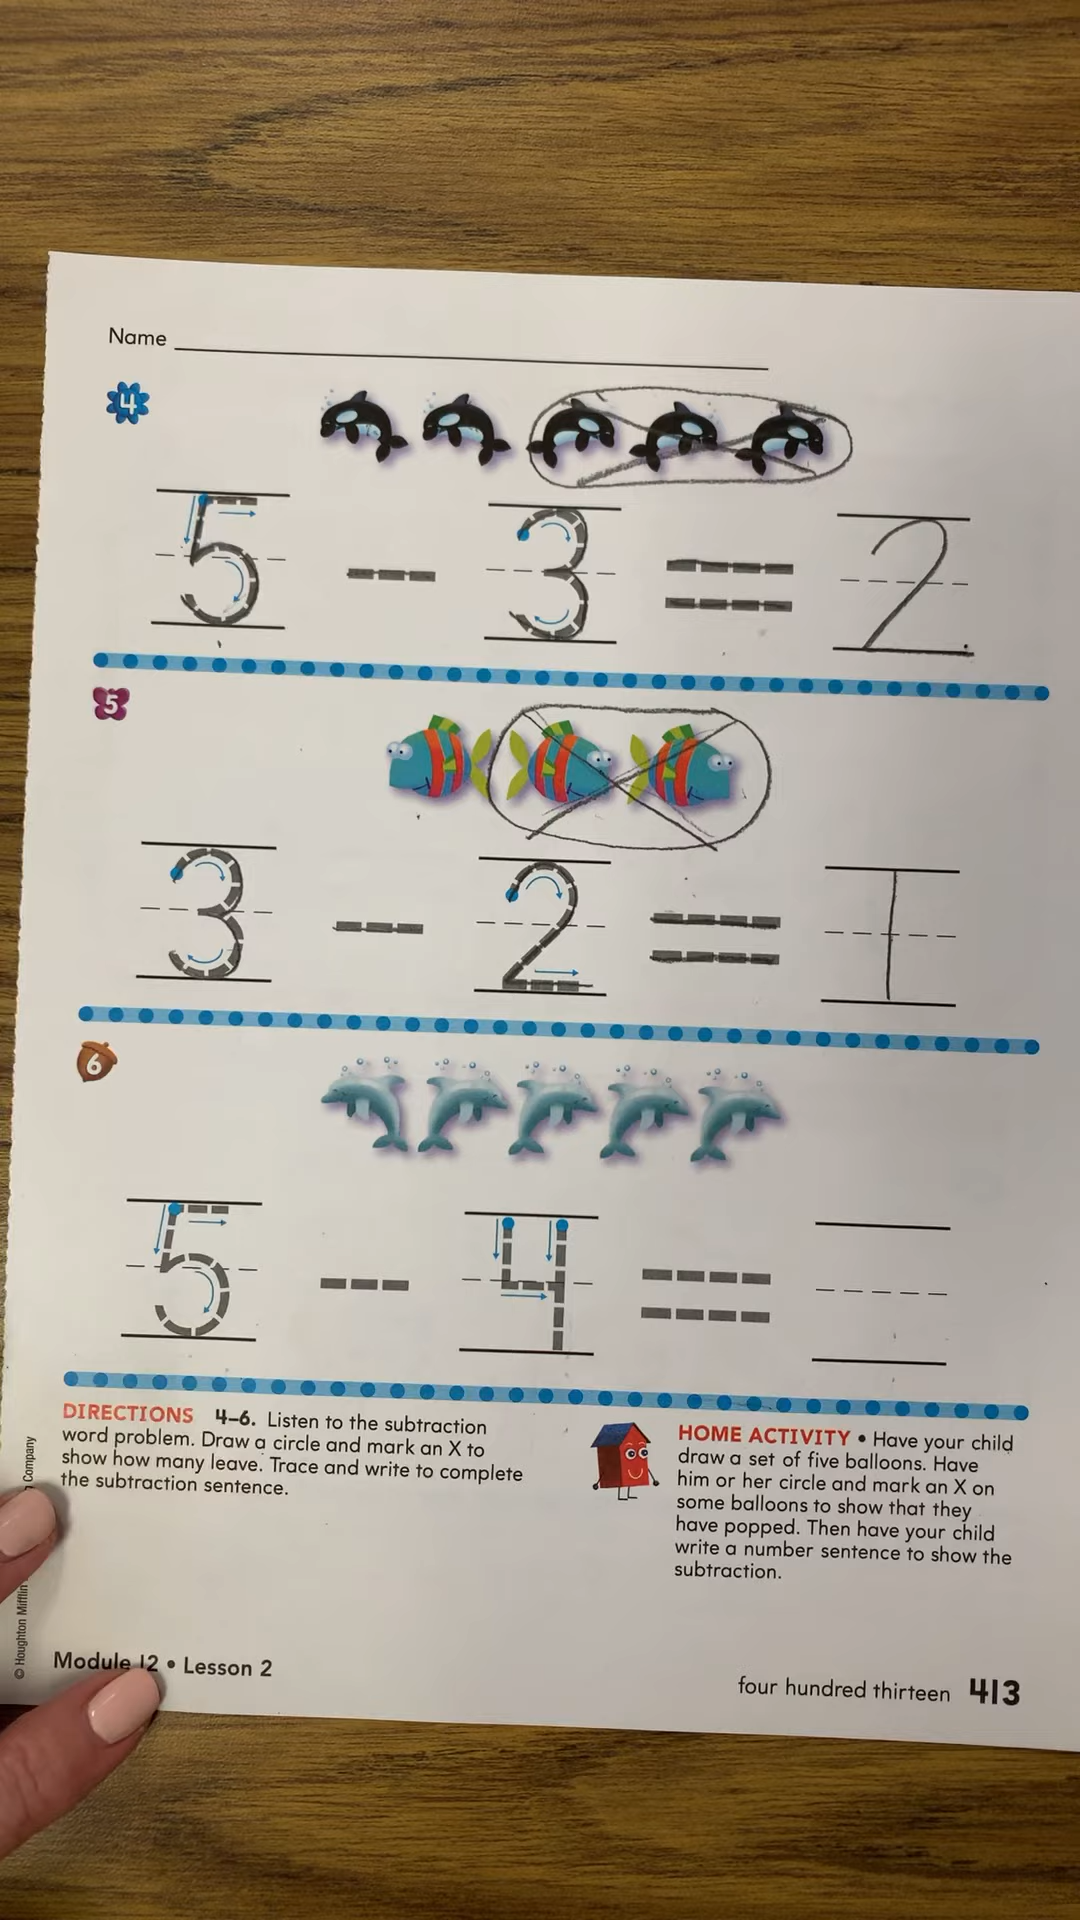 Name
4
5 - 3 = 2
5
3 - 2 = 1
6
5 - 4 =
DIRECTIONS 4–6. Listen to the subtraction
word problem. Draw a circle and mark an X to
show how many leave. Trace and write to complete
the subtraction sentence.
HOME ACTIVITY • Have your child
draw a set of five balloons. Have
him or her circle and mark an X on
some balloons to show that they
have popped. Then have your child
write a number sentence to show the
subtraction.
© Houghton Mifflin Company
Module 12 • Lesson 2
four hundred thirteen 413